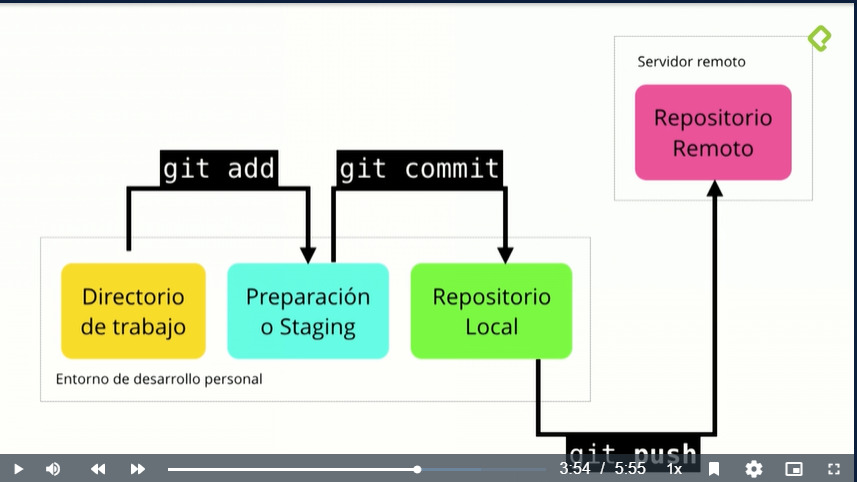 Servidor remoto
Repositorio
Remoto
git add
git commit
Directorio
de trabajo
Preparación
o Staging
Repositorio
Local
Entorno de desarrollo personal
git push
3:54 / 5:55
1x